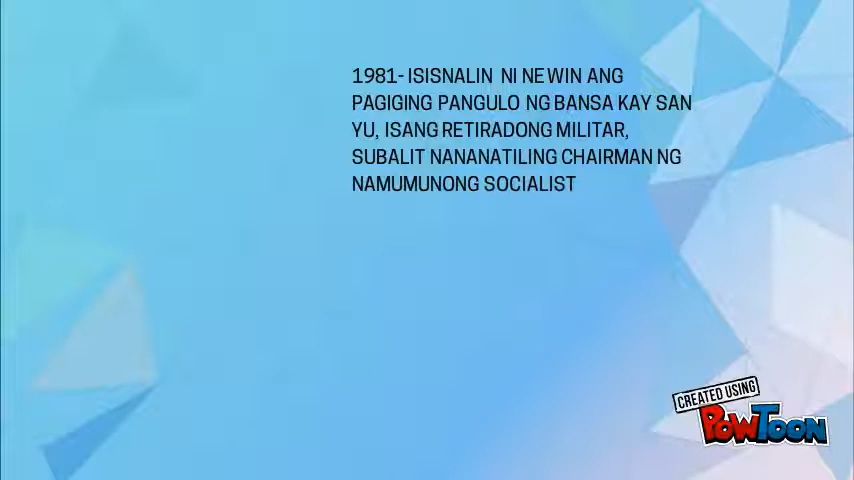 1981- ISISNALIN NI NE WIN ANG
PAGIGING PANGULO NG BANSA KAY SAN
YU, ISANG RETIRADONG MILITAR,
SUBALIT NANANATILING CHAIRMAN NG
NAMUMUNONG SOCIALIST
CREATED USING
POWTOON